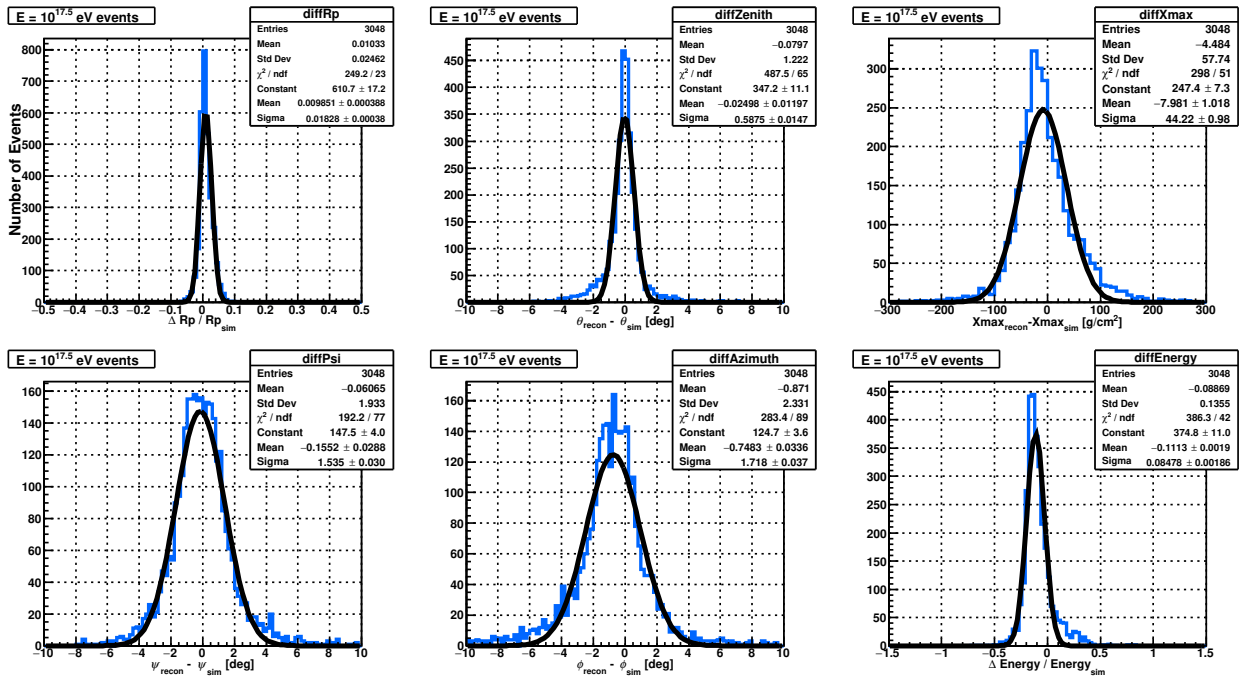 E = 10^17.5 eV events
diffRp
Entries 3048
Mean 0.01033
Std Dev 0.02462
χ² / ndf 249.2 / 23
Constant 610.7 ± 17.2
Mean 0.009851 ± 0.000388
Sigma 0.01828 ± 0.00038
Number of Events
800
700
600
500
400
300
200
100
0
−0.5 −0.4 −0.3 −0.2 −0.1 0 0.1 0.2 0.3 0.4 0.5
Δ Rp / Rp_sim
E = 10^17.5 eV events
diffZenith
Entries 3048
Mean −0.0797
Std Dev 1.222
χ² / ndf 487.5 / 65
Constant 347.2 ± 11.1
Mean −0.02498 ± 0.01197
Sigma 0.5875 ± 0.0147
450
400
350
300
250
200
150
100
50
0
−10 −8 −6 −4 −2 0 2 4 6 8 10
θ_recon - θ_sim [deg]
E = 10^17.5 eV events
diffXmax
Entries 3048
Mean −4.484
Std Dev 57.74
χ² / ndf 298 / 51
Constant 247.4 ± 7.3
Mean −7.981 ± 1.018
Sigma 44.22 ± 0.98
300
250
200
150
100
50
0
−300 −200 −100 0 100 200 300
Xmax_recon-Xmax_sim [g/cm²]
E = 10^17.5 eV events
diffPsi
Entries 3048
Mean −0.06065
Std Dev 1.933
χ² / ndf 192.2 / 77
Constant 147.5 ± 4.0
Mean −0.1552 ± 0.0288
Sigma 1.535 ± 0.030
160
140
120
100
80
60
40
20
0
−10 −8 −6 −4 −2 0 2 4 6 8 10
ψ_recon - ψ_sim [deg]
E = 10^17.5 eV events
diffAzimuth
Entries 3048
Mean −0.871
Std Dev 2.331
χ² / ndf 283.4 / 89
Constant 124.7 ± 3.6
Mean −0.7483 ± 0.0336
Sigma 1.718 ± 0.037
180
160
140
120
100
80
60
40
20
0
−10 −8 −6 −4 −2 0 2 4 6 8 10
ϕ_recon - ϕ_sim [deg]
E = 10^17.5 eV events
diffEnergy
Entries 3048
Mean −0.08869
Std Dev 0.1355
χ² / ndf 386.3 / 42
Constant 374.8 ± 11.0
Mean −0.1113 ± 0.0019
Sigma 0.08478 ± 0.00186
450
400
350
300
250
200
150
100
50
0
−1.5 −1 −0.5 0 0.5 1 1.5
Δ Energy / Energy_sim